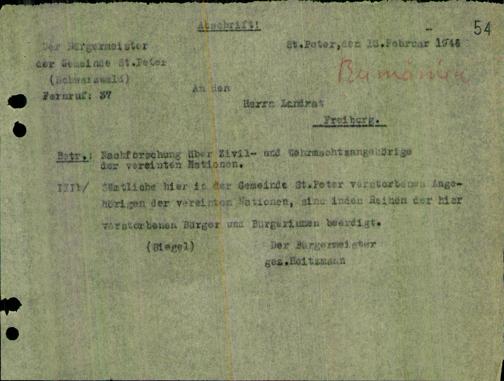 Abschrift!
54
Der Bürgermeister
St.Peter,den 18.Februar 1946
der Gemeinde St.Peter
(Schwarzwald)
Rumänien
Fernruf: 37
An den
Herrn Landrat
Freiburg.
Betr.: Nachforschung über Zivil- und Wehrmachtsangehörige
der vereinten Nationen.
IIIb/ Sämtliche hier in der Gemeinde St.Peter verstorbenen Ange-
hörigen der vereinten Nationen, sind inden Reihen der hier
verstorbenen Bürger und Bürgerinnen beerdigt.
(Siegel) Der Bürgermeister
gez.Heitzmann